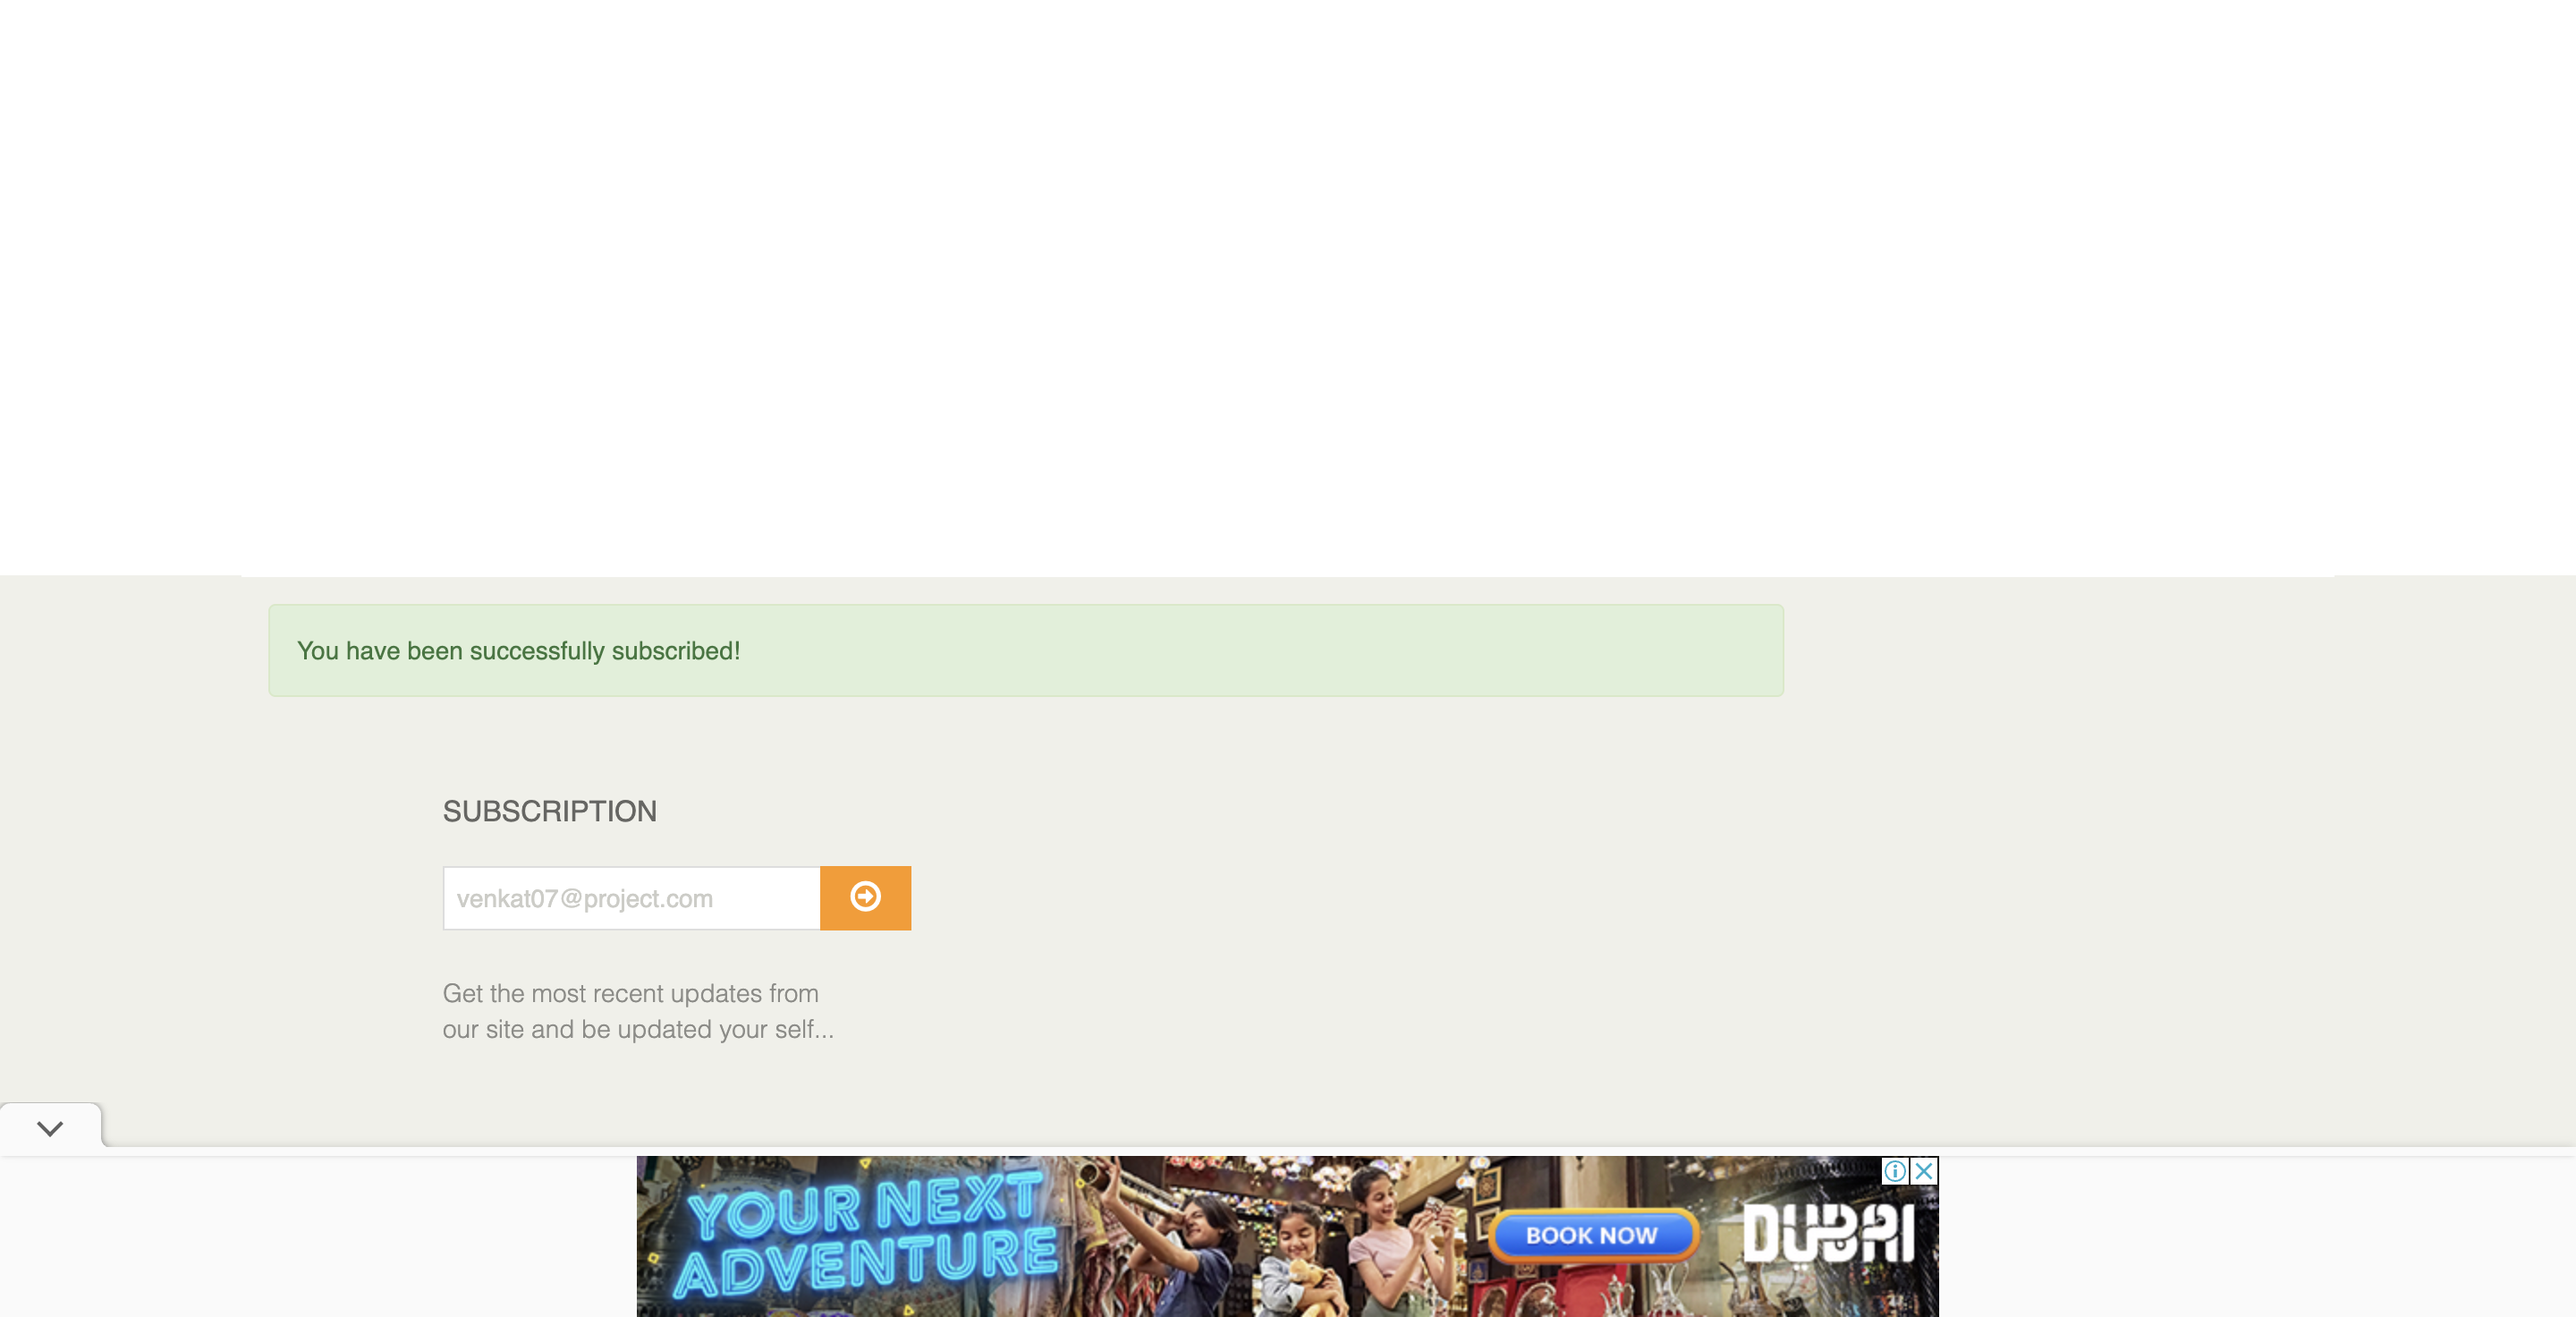 You have been successfully subscribed!
SUBSCRIPTION
venkat07@project.com
Get the most recent updates from
our site and be updated your self...
YOUR NEXT
ADVENTURE
BOOK NOW
DUBAI